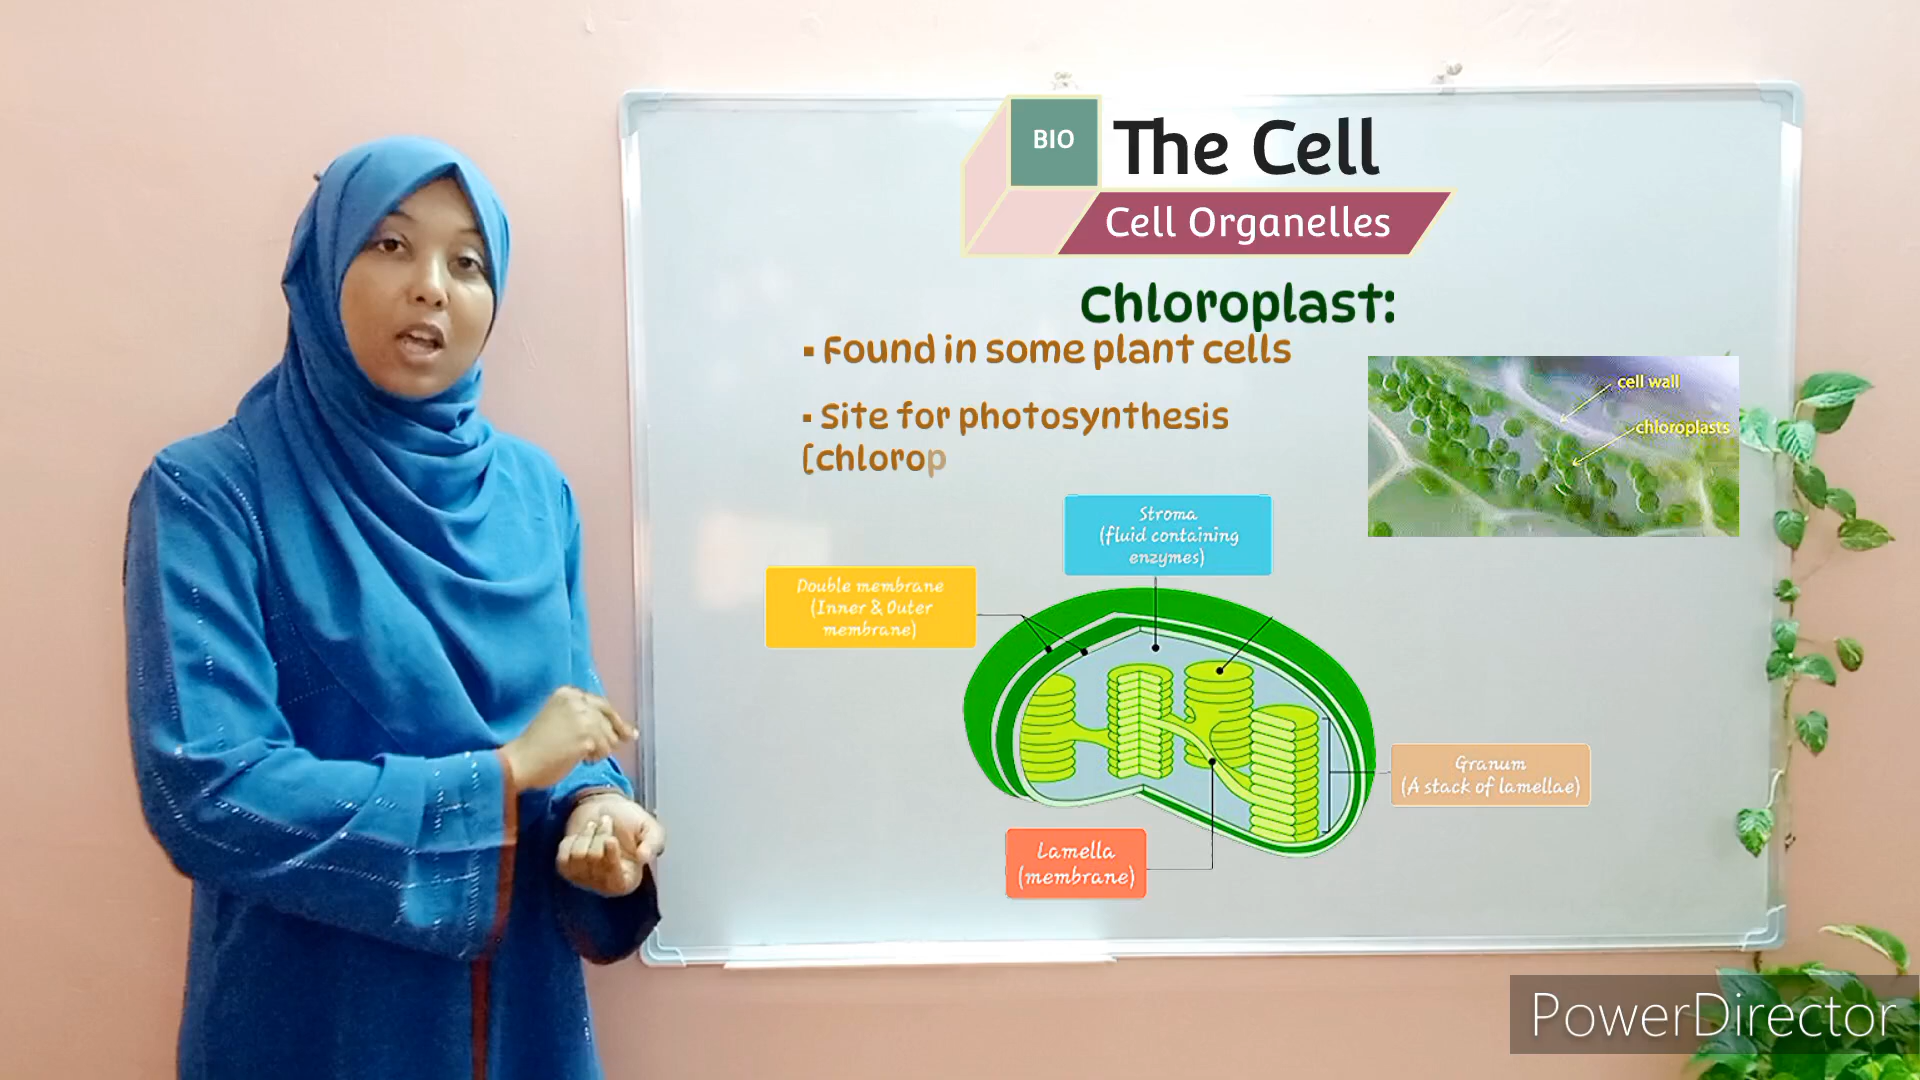 BIO
The Cell
Cell Organelles
Chloroplast:
▪ Found in some plant cells
▪ Site for photosynthesis
(chlorop
cell wall
chloroplasts
Stroma
(fluid containing
enzymes)
Double membrane
(Inner & Outer
membrane)
Granum
(A stack of lamellae)
Lamella
(membrane)
PowerDirector